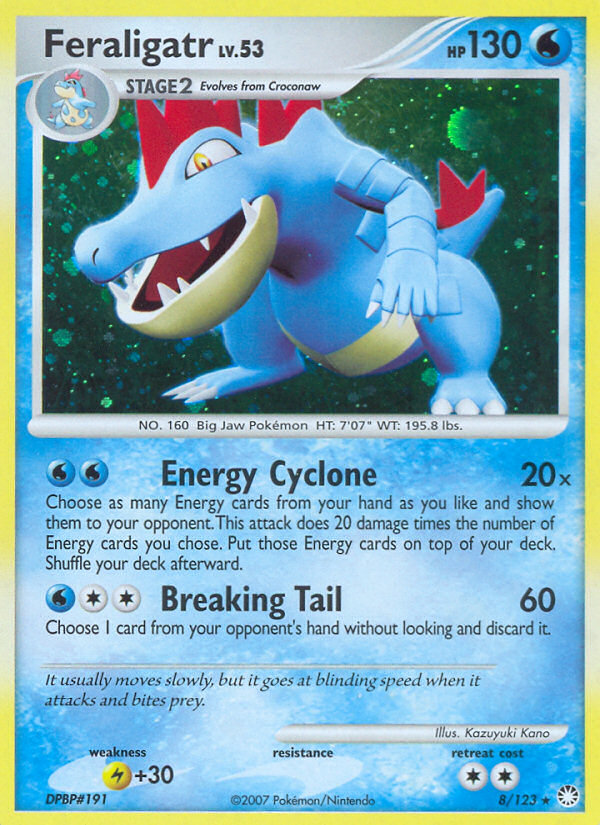 Feraligatr LV.53
HP 130
STAGE2 Evolves from Croconaw
NO. 160 Big Jaw Pokémon HT: 7'07" WT: 195.8 lbs.
Energy Cyclone 20x
Choose as many Energy cards from your hand as you like and show
them to your opponent. This attack does 20 damage times the number of
Energy cards you chose. Put those Energy cards on top of your deck.
Shuffle your deck afterward.
Breaking Tail 60
Choose 1 card from your opponent's hand without looking and discard it.
It usually moves slowly, but it goes at blinding speed when it
attacks and bites prey.
Illus. Kazuyuki Kano
weakness resistance retreat cost
+30
DPBP#191 ©2007 Pokémon/Nintendo 8/123 ★